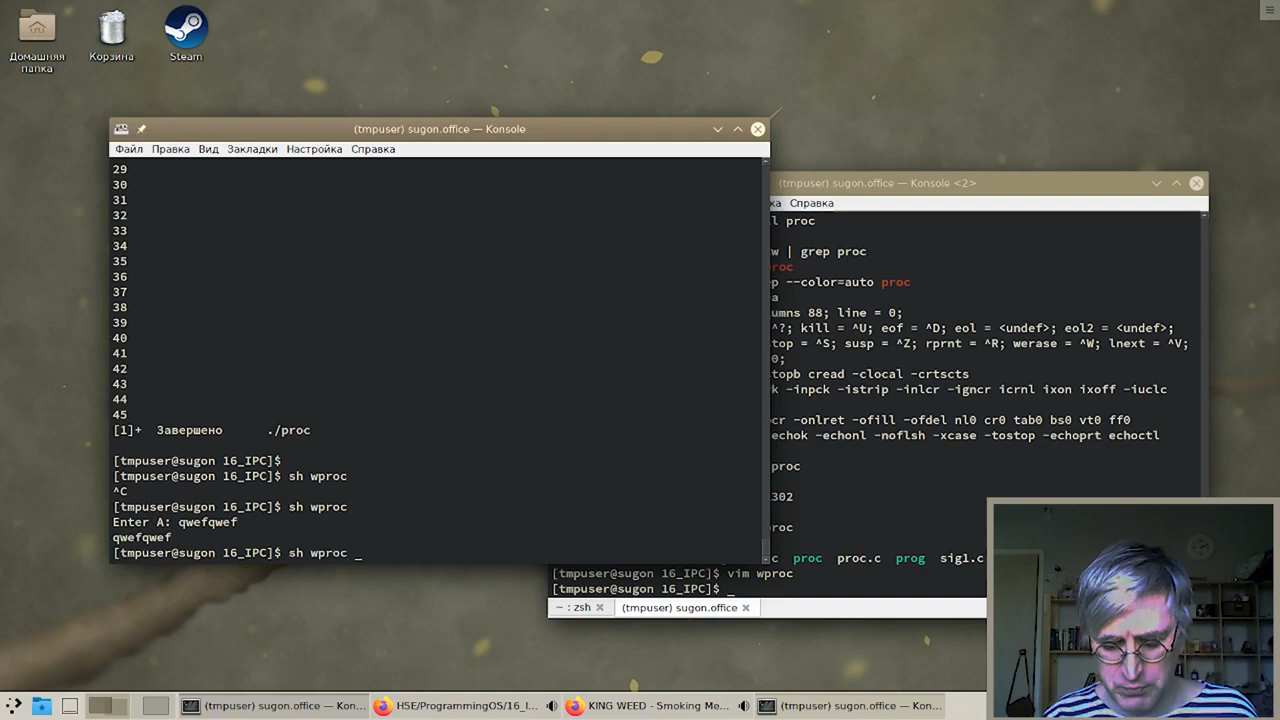 Домашняя
папка
Корзина
Steam
(tmpuser) sugon.office — Konsole
Файл Правка Вид Закладки Настройка Справка
29
30
31
32
33
34
35
36
37
38
39
40
41
42
43
44
45
[1]+ Завершено ./proc
[tmpuser@sugon 16_IPC]$
[tmpuser@sugon 16_IPC]$ sh wproc
^C
[tmpuser@sugon 16_IPC]$ sh wproc
Enter A: qwefqwef
qwefqwef
[tmpuser@sugon 16_IPC]$ sh wproc _
(tmpuser) sugon.office — Konsole <2>
ка Справка
l proc
w | grep proc
roc
p --color=auto proc
a
umns 88; line = 0;
^?; kill = ^U; eof = ^D; eol = <undef>; eol2 = <undef>;
top = ^S; susp = ^Z; rprnt = ^R; werase = ^W; lnext = ^V;
0;
topb cread -clocal -crtscts
k -inpck -istrip -inlcr -igncr icrnl ixon ixoff -iuclc
cr -onlret -ofill -ofdel nl0 cr0 tab0 bs0 vt0 ff0
echok -echonl -noflsh -xcase -tostop -echoprt echoctl
proc
302
roc
c proc proc.c prog sigl.c
[tmpuser@sugon 16_IPC]$ vim wproc
[tmpuser@sugon 16_IPC]$ _
~ : zsh
(tmpuser) sugon.office
(tmpuser) sugon.office — Kon...
HSE/ProgrammingOS/16_I...
KING WEED - Smoking Me...
(tmpuser) sugon.office — Kon...